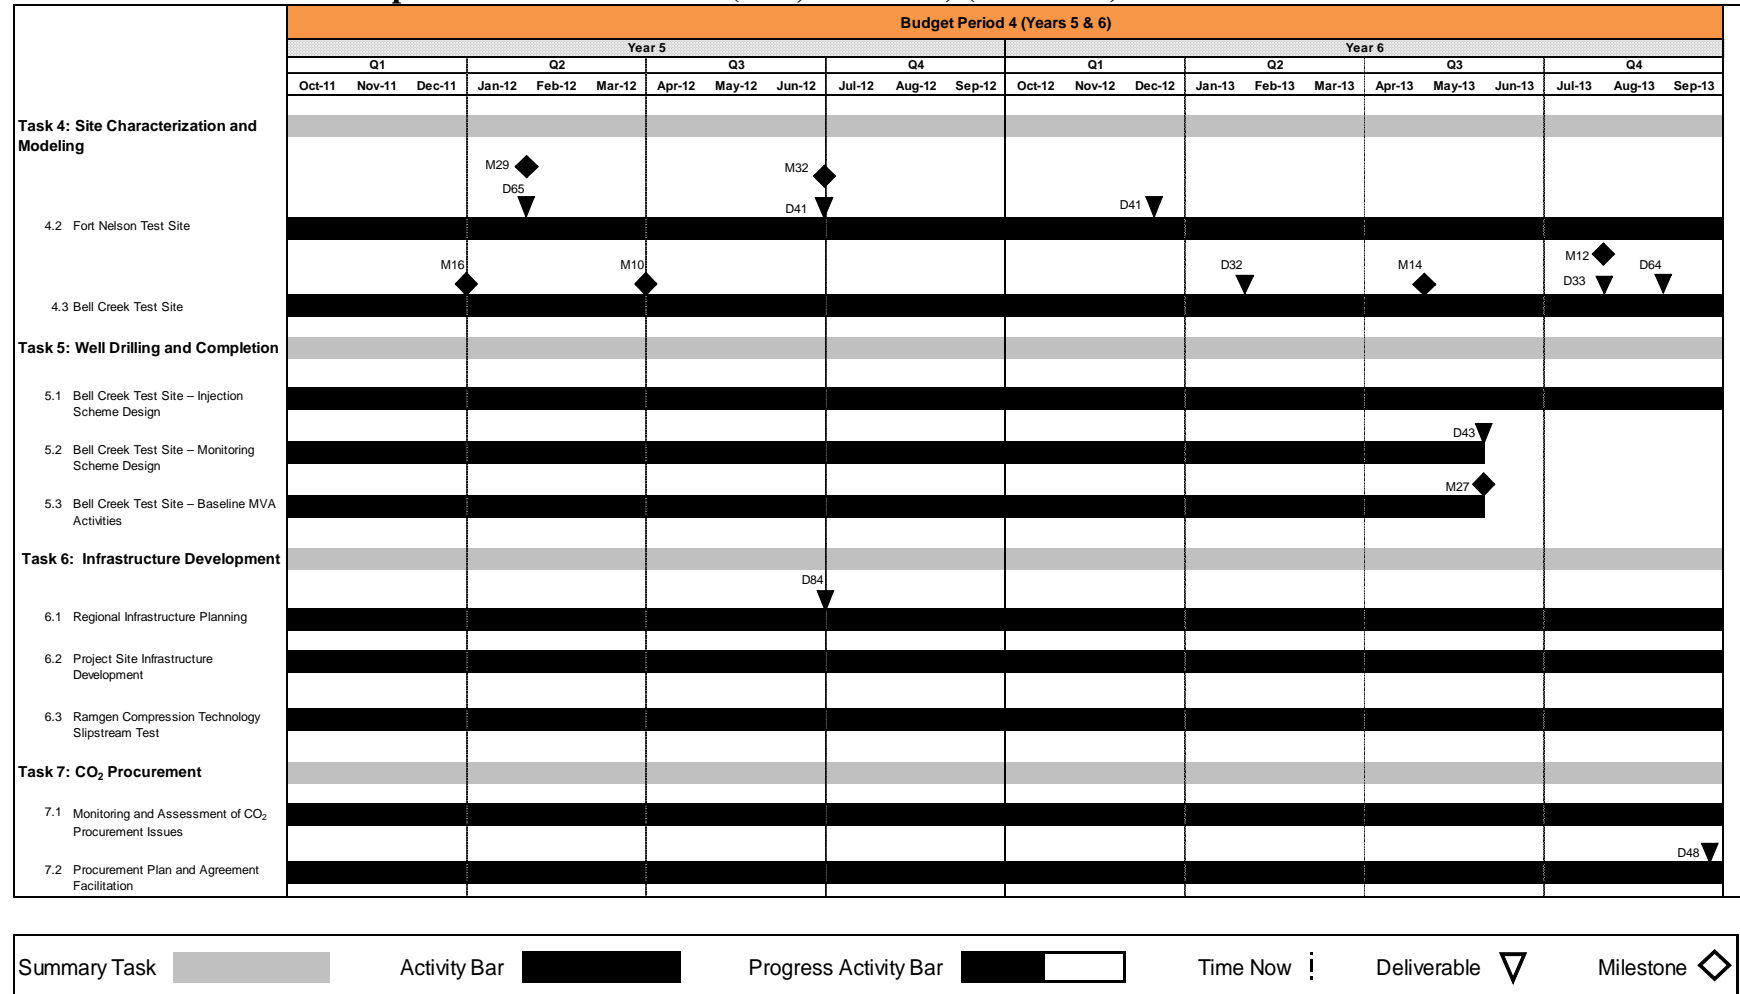 Budget Period 4 (Years 5 & 6)
Year 5 Year 6
Q1 Q2 Q3 Q4 Q1 Q2 Q3 Q4
Oct-11 Nov-11 Dec-11 Jan-12 Feb-12 Mar-12 Apr-12 May-12 Jun-12 Jul-12 Aug-12 Sep-12 Oct-12 Nov-12 Dec-12 Jan-13 Feb-13 Mar-13 Apr-13 May-13 Jun-13 Jul-13 Aug-13 Sep-13
Task 4: Site Characterization and
Modeling
M29 M32
D65
D41 D41
4.2 Fort Nelson Test Site
M12
M16 M10 D32 M14 D64
D33
4.3 Bell Creek Test Site
Task 5: Well Drilling and Completion
5.1 Bell Creek Test Site – Injection
Scheme Design
D43
5.2 Bell Creek Test Site – Monitoring
Scheme Design
M27
5.3 Bell Creek Test Site – Baseline MVA
Activities
Task 6: Infrastructure Development
D84
6.1 Regional Infrastructure Planning
6.2 Project Site Infrastructure
Development
6.3 Ramgen Compression Technology
Slipstream Test
Task 7: CO₂ Procurement
7.1 Monitoring and Assessment of CO₂
Procurement Issues
D48
7.2 Procurement Plan and Agreement
Facilitation
Summary Task Activity Bar Progress Activity Bar Time Now Deliverable Milestone